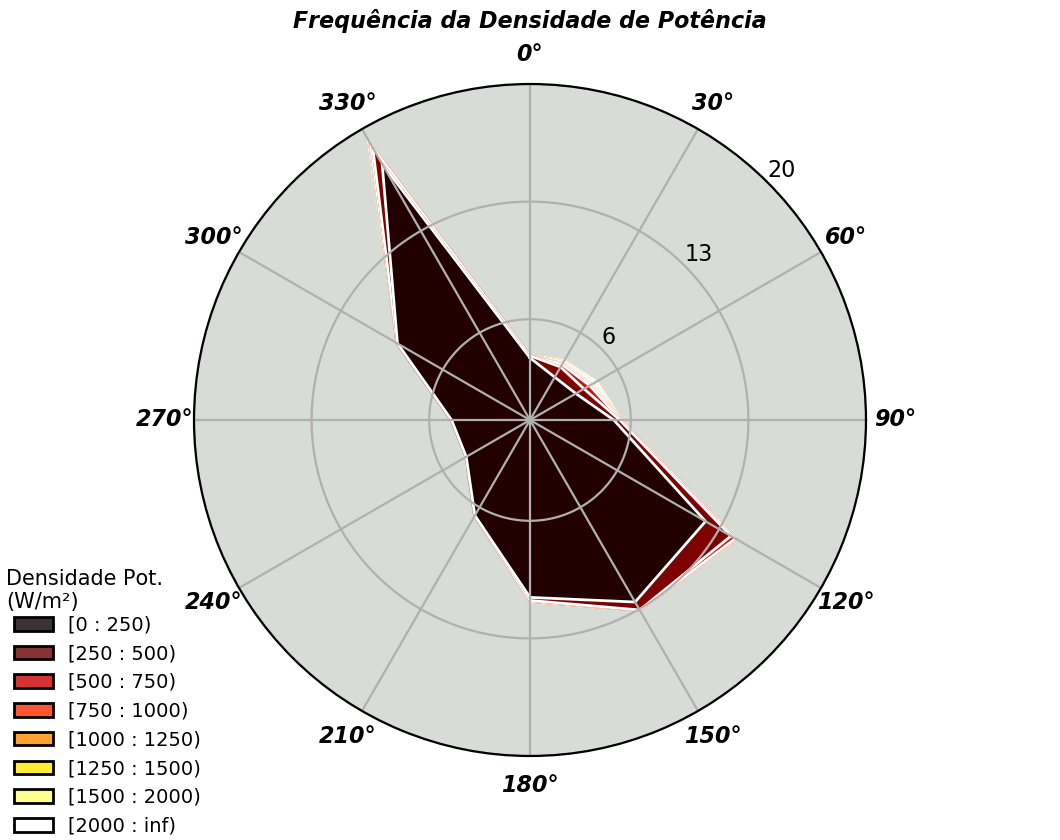 Frequência da Densidade de Potência
0°
330°
30°
20
300°
60°
13
6
270°
90°
240°
120°
210°
150°
180°
Densidade Pot.
(W/m²)
[0 : 250)
[250 : 500)
[500 : 750)
[750 : 1000)
[1000 : 1250)
[1250 : 1500)
[1500 : 2000)
[2000 : inf)